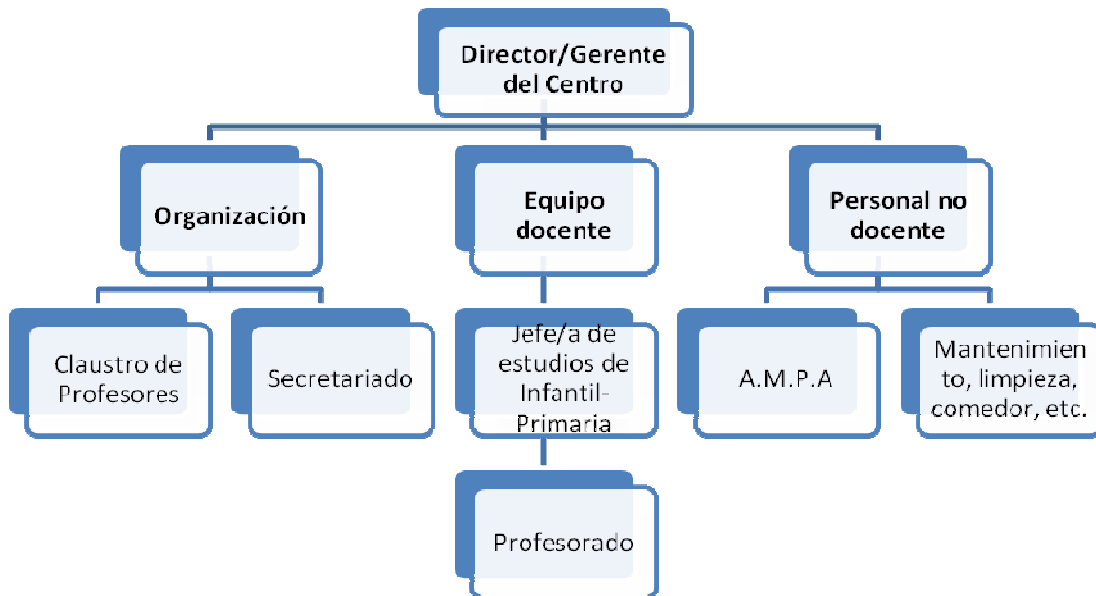 Director/Gerente
del Centro
Organización
Equipo
docente
Personal no
docente
Claustro de
Profesores
Secretariado
Jefe/a de
estudios de
Infantil-
Primaria
A.M.P.A
Mantenimien
to, limpieza,
comedor, etc.
Profesorado